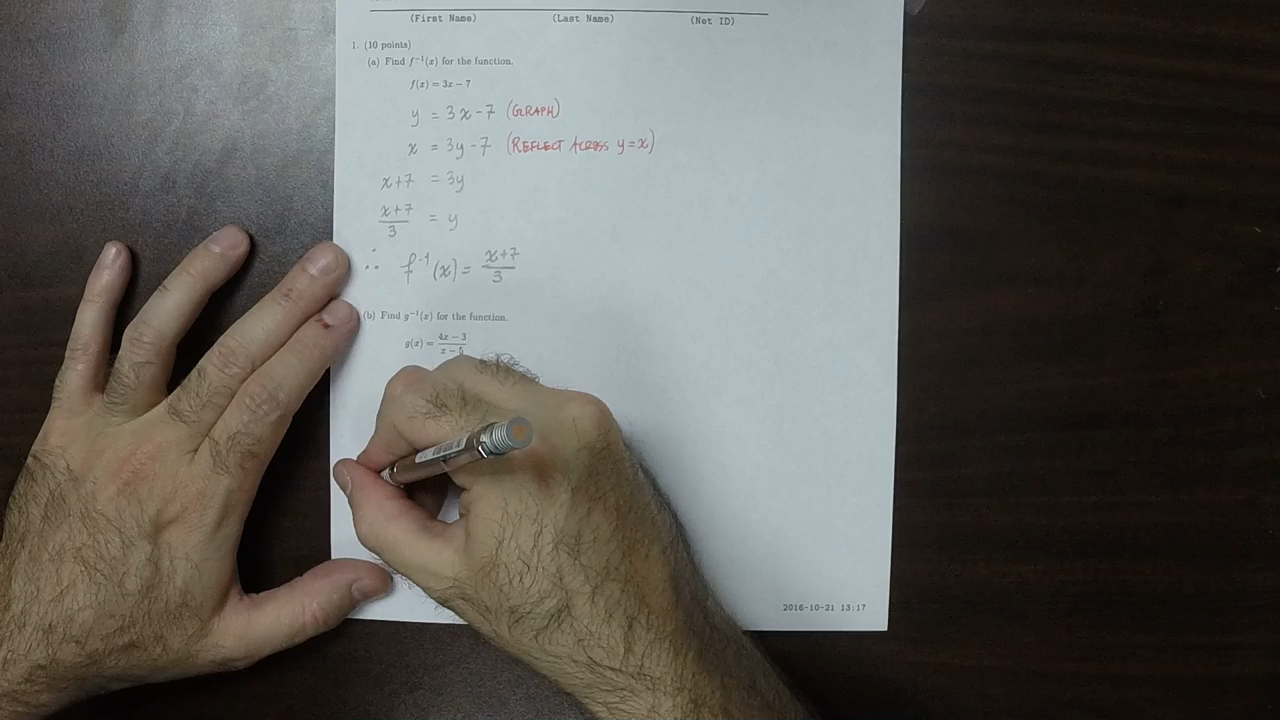 (First Name) (Last Name) (Net ID)
1. (10 points)
(a) Find f⁻¹(x) for the function.
f(x) = 3x − 7
y = 3x − 7 (GRAPH)
x = 3y − 7 (REFLECT ACROSS y = x)
x+7 = 3y
x+7/3 = y
∴ f⁻¹(x) = x+7/3
(b) Find g⁻¹(x) for the function.
g(x) = 4x − 3/x − 5
2016-10-21 13:17